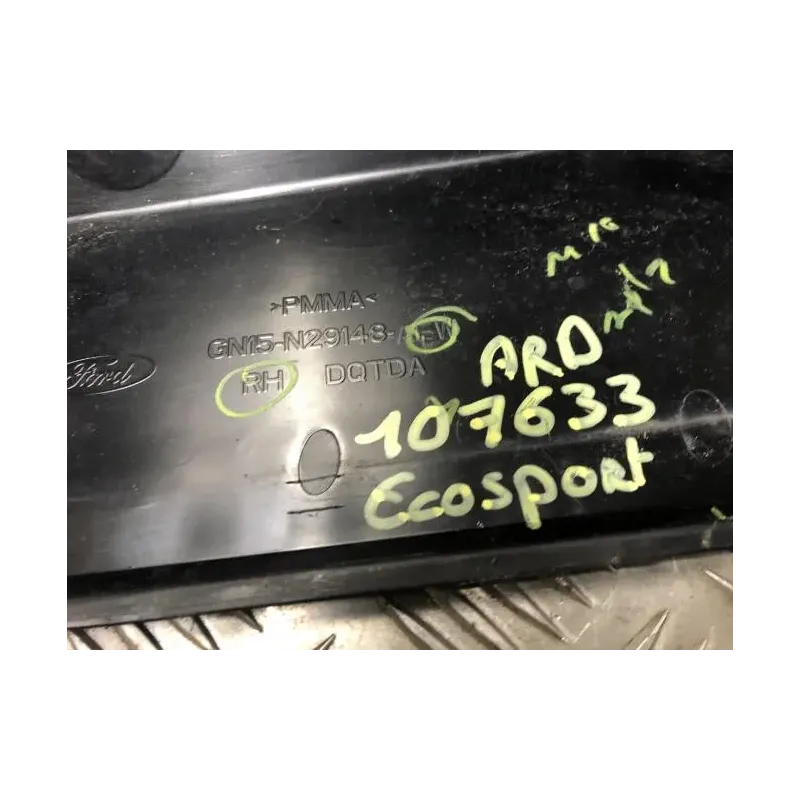 >PMMA<
GN15-N29148-
Ford
RH DQTDA
ARD
107633
Ecosport